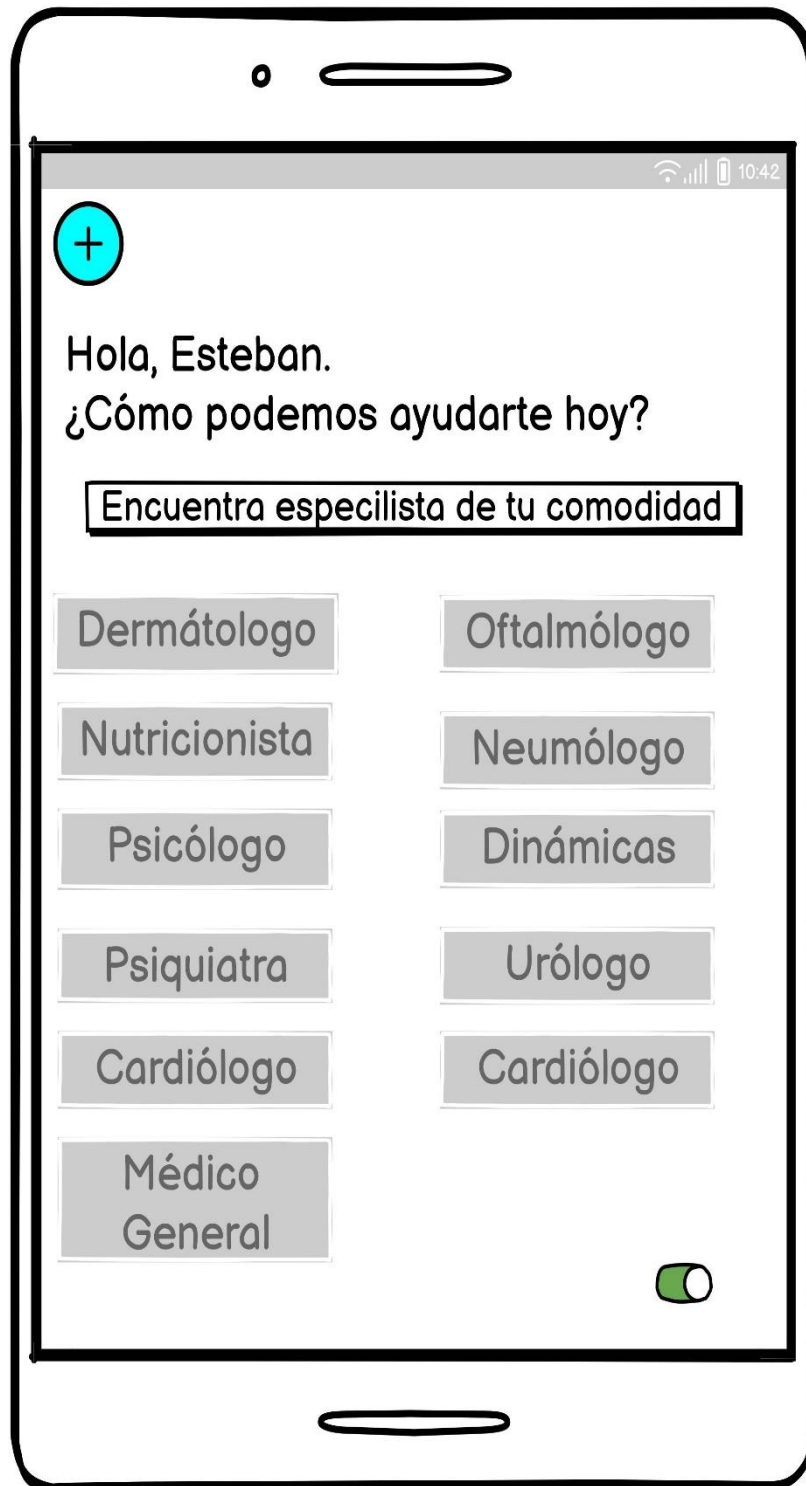 10:42
+
Hola, Esteban.
¿Cómo podemos ayudarte hoy?
Encuentra especilista de tu comodidad
Dermátologo
Oftalmólogo
Nutricionista
Neumólogo
Psicólogo
Dinámicas
Psiquiatra
Urólogo
Cardiólogo
Cardiólogo
Médico
General